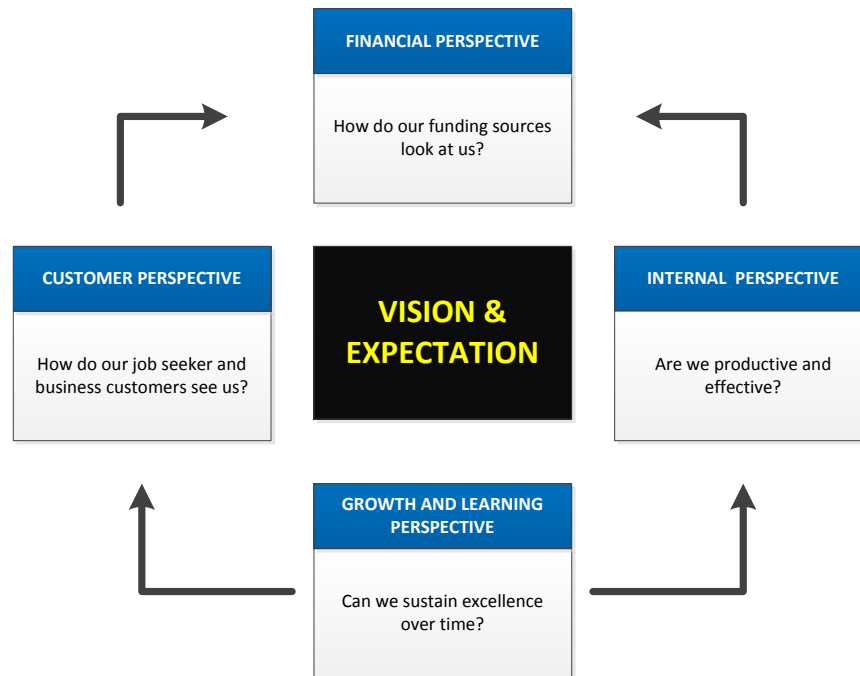 FINANCIAL PERSPECTIVE
How do our funding sources
look at us?
CUSTOMER PERSPECTIVE
How do our job seeker and
business customers see us?
VISION &
EXPECTATION
INTERNAL PERSPECTIVE
Are we productive and
effective?
GROWTH AND LEARNING
PERSPECTIVE
Can we sustain excellence
over time?